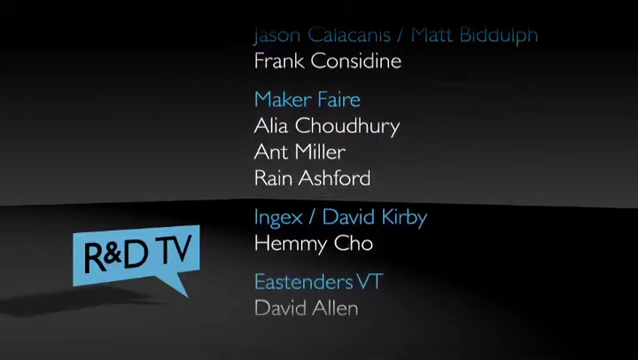 Jason Calacanis / Matt Biddulph
Frank Considine
Maker Faire
Alia Choudhury
Ant Miller
Rain Ashford
Ingex / David Kirby
Hemmy Cho
Eastenders VT
David Allen
R&D TV